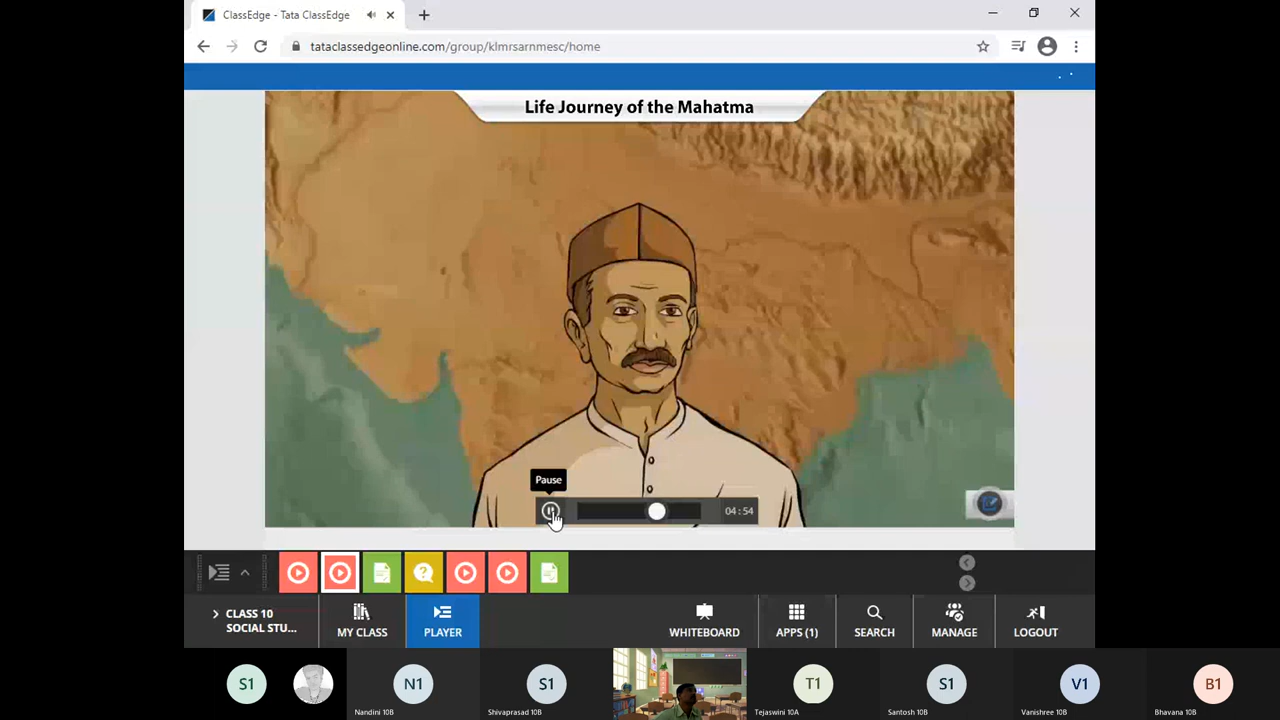 ClassEdge - Tata ClassEdge
tataclassedgeonline.com/group/klmrsarnmesc/home
Life Journey of the Mahatma
Pause
04:54
CLASS 10
SOCIAL STU...
MY CLASS
PLAYER
WHITEBOARD
APPS (1)
SEARCH
MANAGE
LOGOUT
S1
N1
S1
T1
S1
V1
B1
Nandini 10B
Shivaprasad 10B
Tejaswini 10A
Santosh 10B
Vanishree 10B
Bhavana 10B